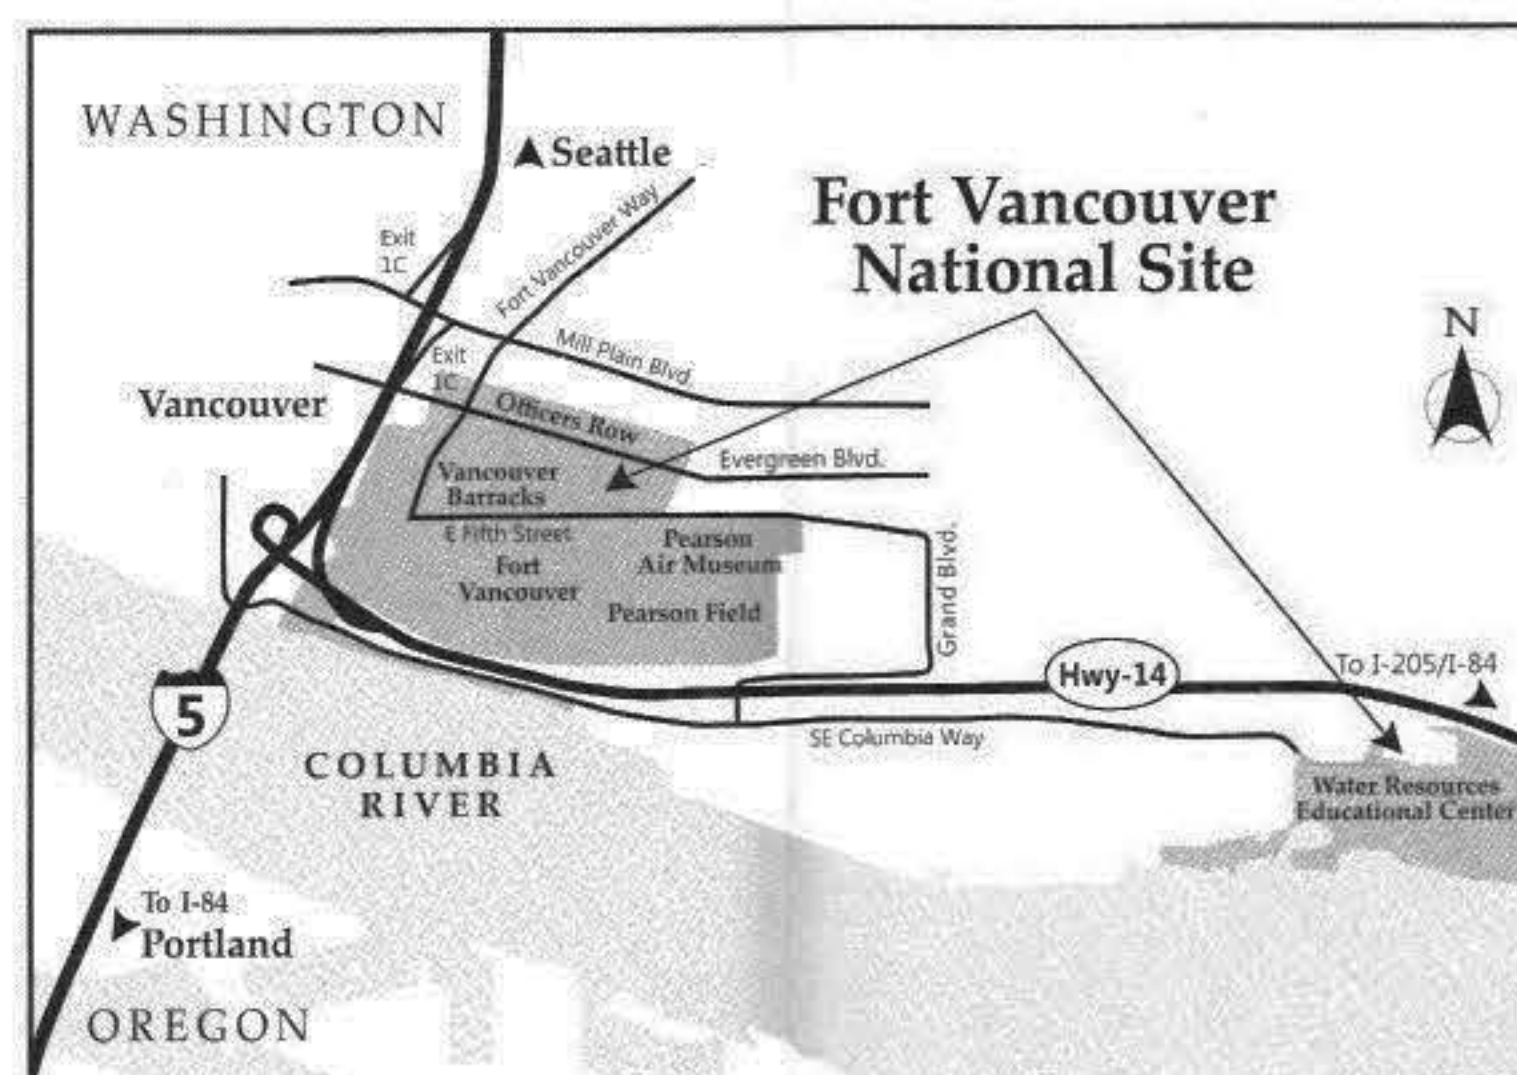 WASHINGTON
Seattle
Fort Vancouver
National Site
Fort Vancouver Way
Exit
1C
N
Mill Plain Blvd.
Exit
1C
Vancouver
Officers Row
Evergreen Blvd.
Vancouver
Barracks
E Fifth Street
Pearson
Air Museum
Fort
Vancouver
Pearson Field
Grand Blvd.
Hwy-14
To I-205/I-84
5
SE Columbia Way
COLUMBIA
RIVER
Water Resources
Educational Center
To I-84
Portland
OREGON